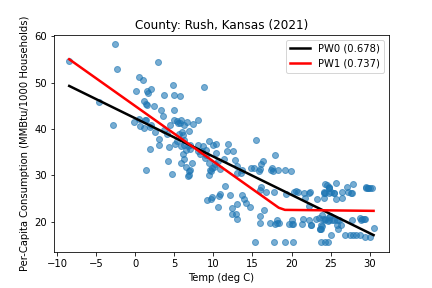 County: Rush, Kansas (2021)
Per-Capita Consumption (MMBtu/1000 Households)
60
50
40
30
20
PW0 (0.678)
PW1 (0.737)
−10 −5 0 5 10 15 20 25 30
Temp (deg C)